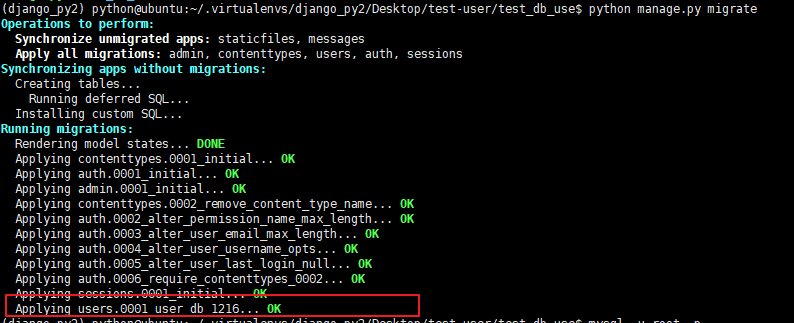 (django_py2) python@ubuntu:~/.virtualenvs/django_py2/Desktop/test-user/test_db_use$ python manage.py migrate
Operations to perform:
  Synchronize unmigrated apps: staticfiles, messages
  Apply all migrations: admin, contenttypes, users, auth, sessions
Synchronizing apps without migrations:
  Creating tables...
    Running deferred SQL...
  Installing custom SQL...
Running migrations:
  Rendering model states... DONE
  Applying contenttypes.0001_initial... OK
  Applying auth.0001_initial... OK
  Applying admin.0001_initial... OK
  Applying contenttypes.0002_remove_content_type_name... OK
  Applying auth.0002_alter_permission_name_max_length... OK
  Applying auth.0003_alter_user_email_max_length... OK
  Applying auth.0004_alter_user_username_opts... OK
  Applying auth.0005_alter_user_last_login_null... OK
  Applying auth.0006_require_contenttypes_0002... OK
  Applying sessions.0001_initial... OK
  Applying users.0001_user_db_1216... OK
(django_py2) python@ubuntu:~/.virtualenvs/django_py2/Desktop/test-user/test_db_use$ mysql -u root -p